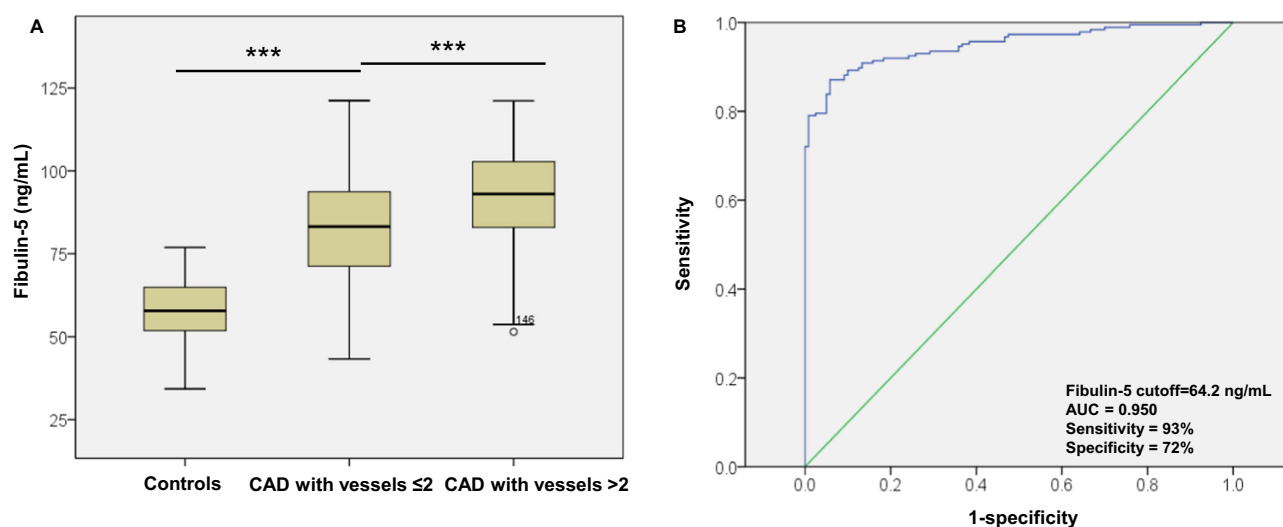 A
***
***
Fibulin-5 (ng/mL)
125
100
75
50
25
146
Controls
CAD with vessels ≤2
CAD with vessels >2
B
Sensitivity
1.0
0.8
0.6
0.4
0.2
0.0
Fibulin-5 cutoff=64.2 ng/mL
AUC = 0.950
Sensitivity = 93%
Specificity = 72%
0.0
0.2
0.4
0.6
0.8
1.0
1-specificity